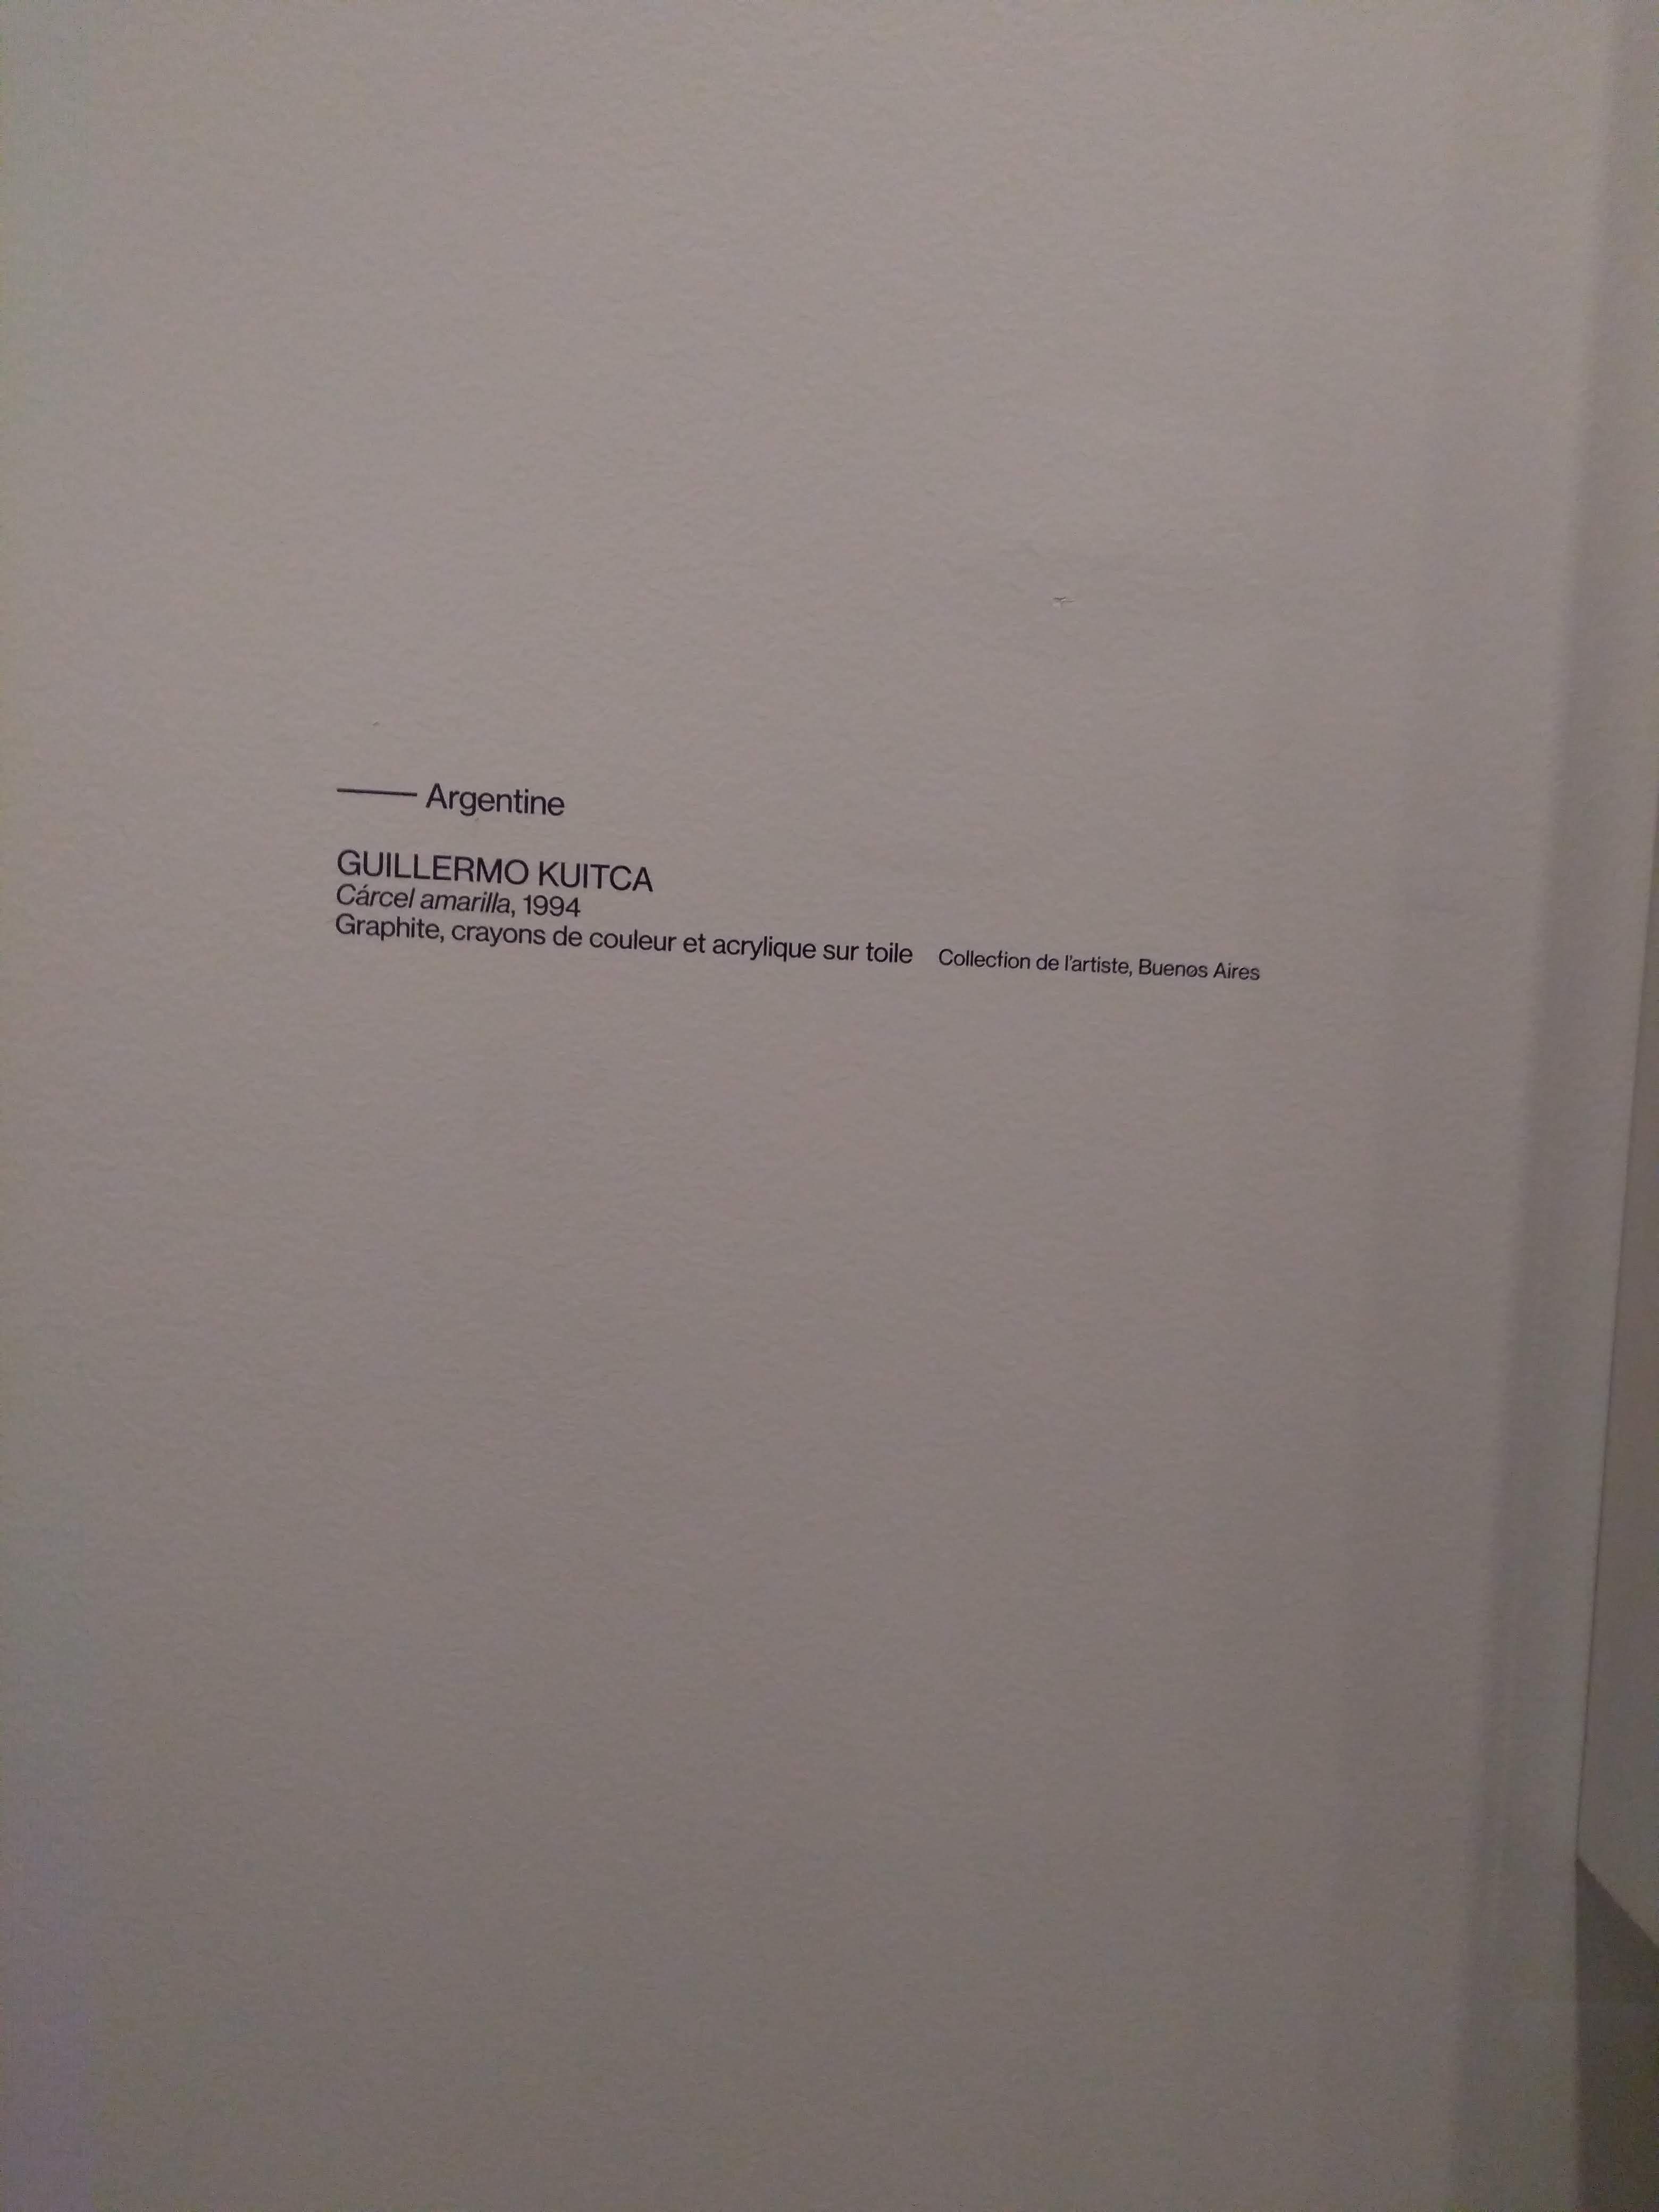 —— Argentine
GUILLERMO KUITCA
Cárcel amarilla, 1994
Graphite, crayons de couleur et acrylique sur toile Collection de l'artiste, Buenos Aires